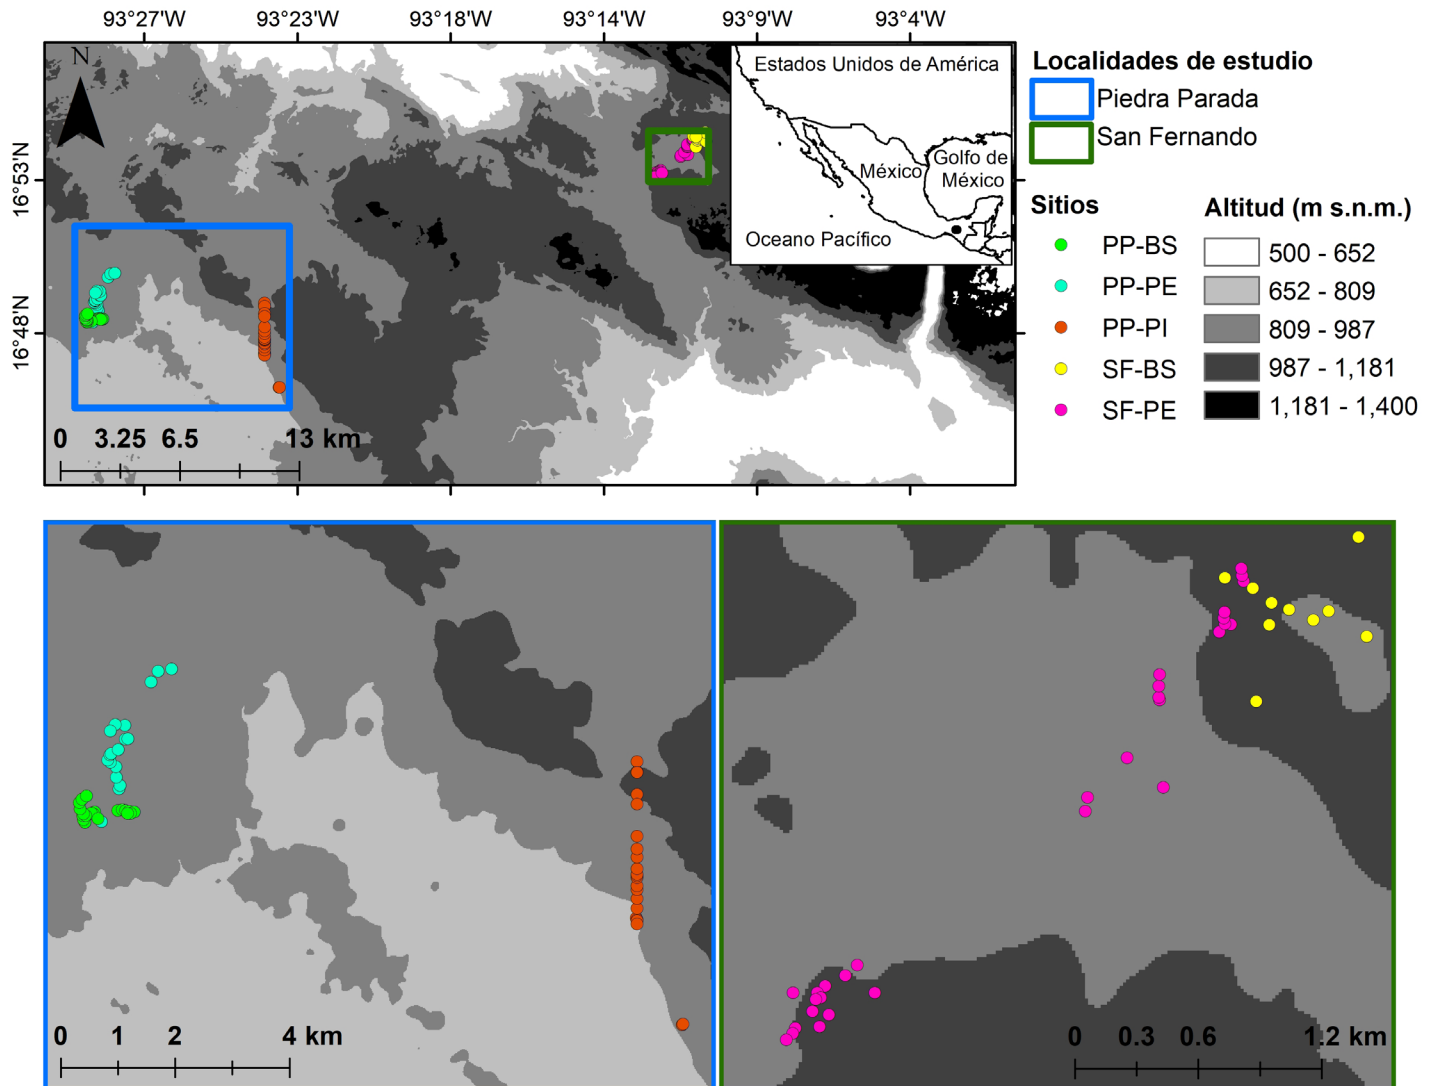 93°27'W 93°23'W 93°18'W 93°14'W 93°9'W 93°4'W
N
16°53'N
16°48'N
Estados Unidos de América
México
Golfo de
México
Oceano Pacífico
0 3.25 6.5 13 km
Localidades de estudio
Piedra Parada
San Fernando
Sitios
PP-BS
PP-PE
PP-PI
SF-BS
SF-PE
Altitud (m s.n.m.)
500 - 652
652 - 809
809 - 987
987 - 1,181
1,181 - 1,400
0 1 2 4 km
0 0.3 0.6 1.2 km